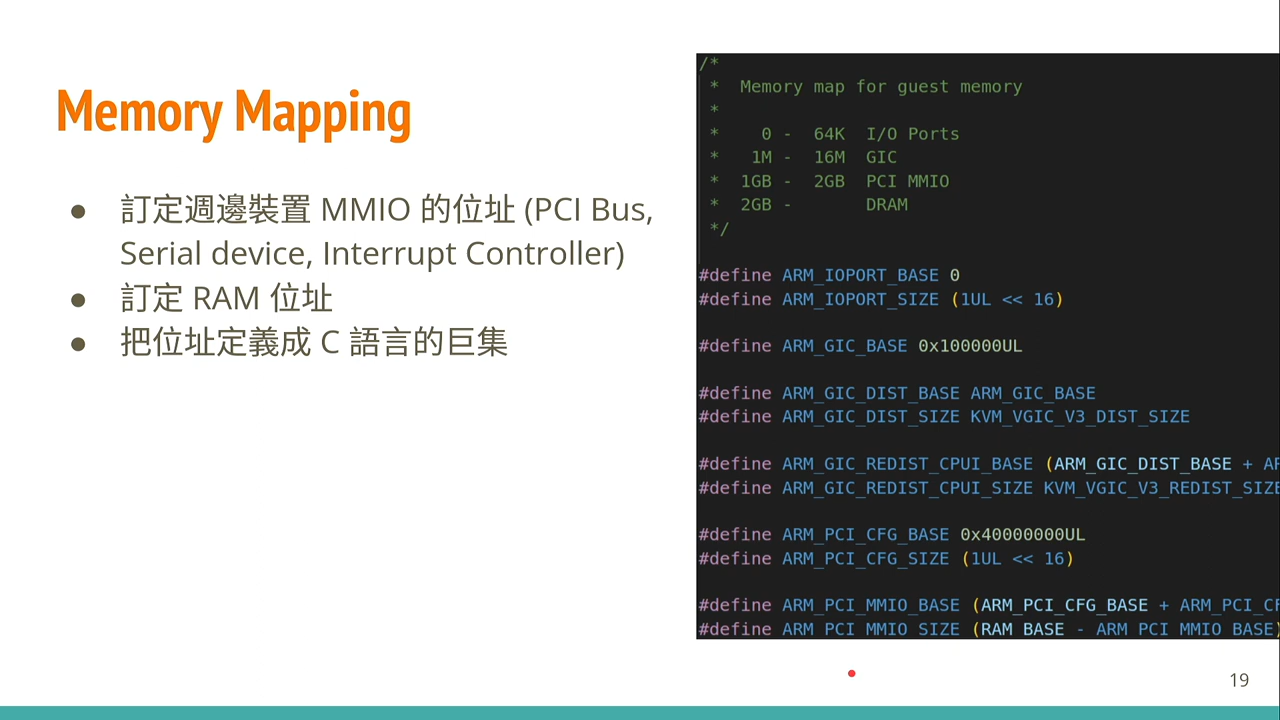 Memory Mapping
● 訂定週邊裝置 MMIO 的位址 (PCI Bus,
Serial device, Interrupt Controller)
● 訂定 RAM 位址
● 把位址定義成 C 語言的巨集
/*
 *  Memory map for guest memory
 *
 *    0 -  64K  I/O Ports
 *   1M -  16M  GIC
 *  1GB -  2GB  PCI MMIO
 *  2GB -       DRAM
 */
#define ARM_IOPORT_BASE 0
#define ARM_IOPORT_SIZE (1UL << 16)
#define ARM_GIC_BASE 0x100000UL
#define ARM_GIC_DIST_BASE ARM_GIC_BASE
#define ARM_GIC_DIST_SIZE KVM_VGIC_V3_DIST_SIZE
#define ARM_GIC_REDIST_CPUI_BASE (ARM_GIC_DIST_BASE + AR
#define ARM_GIC_REDIST_CPUI_SIZE KVM_VGIC_V3_REDIST_SIZE
#define ARM_PCI_CFG_BASE 0x40000000UL
#define ARM_PCI_CFG_SIZE (1UL << 16)
#define ARM_PCI_MMIO_BASE (ARM_PCI_CFG_BASE + ARM_PCI_CF
#define ARM_PCI_MMIO_SIZE (RAM_BASE - ARM_PCI_MMIO_BASE)
19